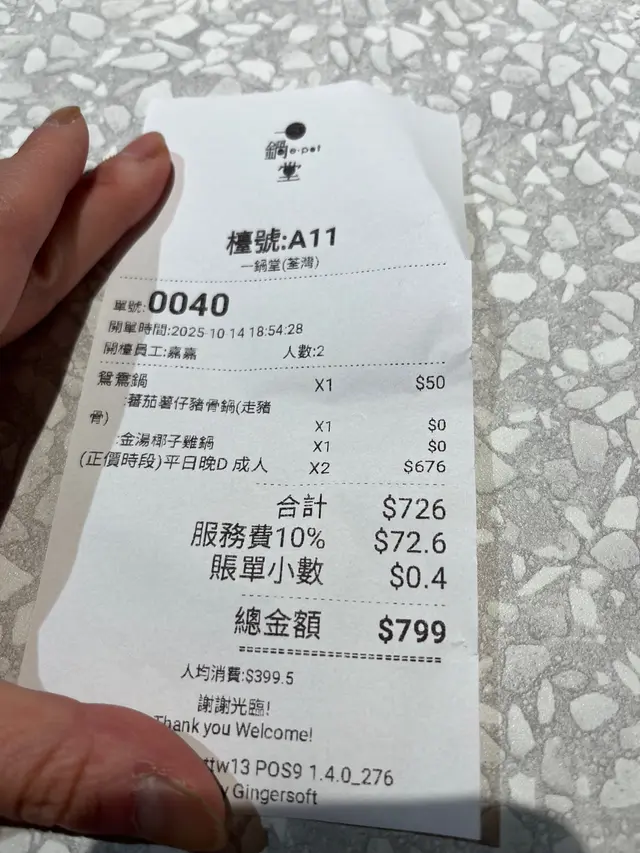 一鍋堂 e·pot
檯號:A11
一鍋堂(荃灣)
單號:0040
開單時間:2025-10-14 18:54:28
開檯員工:嘉嘉 人數:2
鴛鴦鍋 X1 $50
:蕃茄薯仔豬骨鍋(走豬
骨) X1 $0
:金湯椰子雞鍋 X1 $0
(正價時段)平日晚D 成人 X2 $676
合計 $726
服務費10% $72.6
賬單小數 $0.4
總金額 $799
人均消費:$399.5
謝謝光臨!
Thank you Welcome!
ttw13 POS9 1.4.0_276
Gingersoft